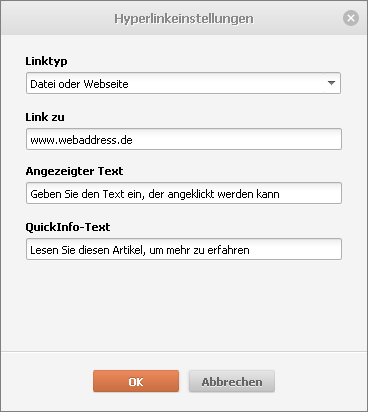 Hyperlinkeinstellungen
Linktyp
Datei oder Webseite
Link zu
www.webaddress.de
Angezeigter Text
Geben Sie den Text ein, der angeklickt werden kann
QuickInfo-Text
Lesen Sie diesen Artikel, um mehr zu erfahren
OK Abbrechen